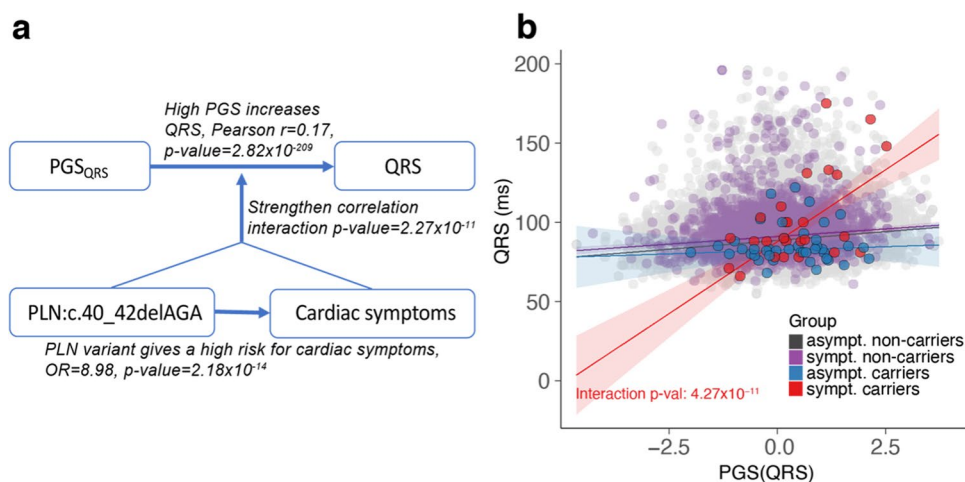 a
High PGS increases
QRS, Pearson r=0.17,
p-value=2.82x10⁻²⁰⁹
PGS_QRS
QRS
Strengthen correlation
interaction p-value=2.27x10⁻¹¹
PLN:c.40_42delAGA
Cardiac symptoms
PLN variant gives a high risk for cardiac symptoms,
OR=8.98, p-value=2.18x10⁻¹⁴
b
QRS (ms)
200
150
100
50
0
Group
asympt. non-carriers
sympt. non-carriers
asympt. carriers
sympt. carriers
Interaction p-val: 4.27x10⁻¹¹
−2.5
0.0
2.5
PGS(QRS)